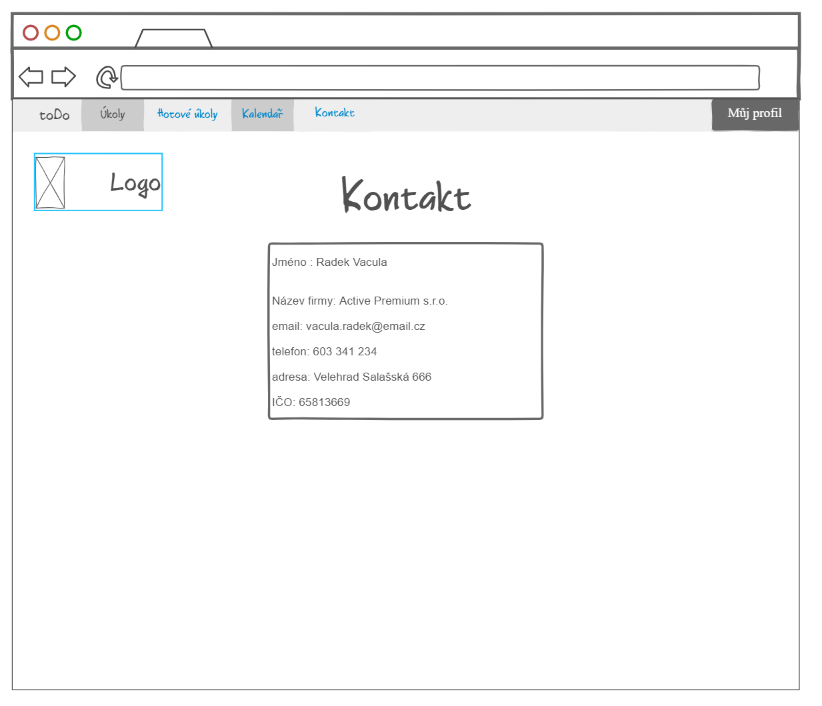 toDo Úkoly Hotové úkoly Kalendář Kontakt Můj profil
Logo
Kontakt
Jméno : Radek Vacula
Název firmy: Active Premium s.r.o.
email: vacula.radek@email.cz
telefon: 603 341 234
adresa: Velehrad Salašská 666
IČO: 65813669